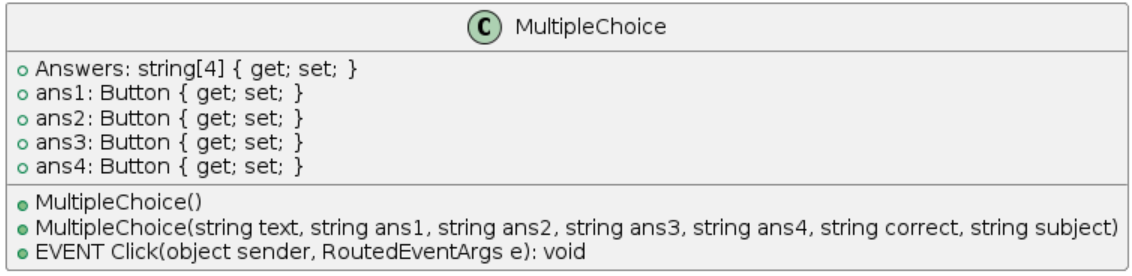 C MultipleChoice
Answers: string[4] { get; set; }
ans1: Button { get; set; }
ans2: Button { get; set; }
ans3: Button { get; set; }
ans4: Button { get; set; }
MultipleChoice()
MultipleChoice(string text, string ans1, string ans2, string ans3, string ans4, string correct, string subject)
EVENT Click(object sender, RoutedEventArgs e): void